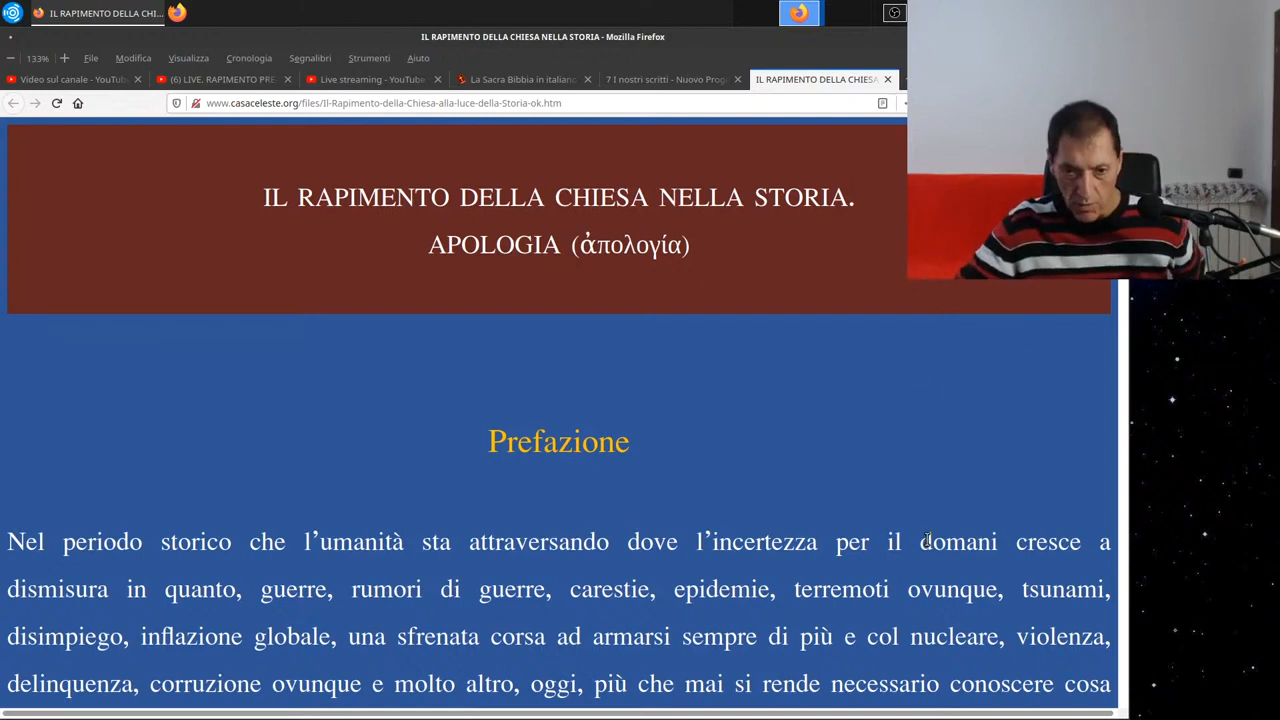 IL RAPIMENTO DELLA CHI...
IL RAPIMENTO DELLA CHIESA NELLA STORIA - Mozilla Firefox
133% File Modifica Visualizza Cronologia Segnalibri Strumenti Aiuto
Video sul canale - YouTub (6) LIVE. RAPIMENTO PRE- Live streaming - YouTube La Sacra Bibbia in italiano, 7 I nostri scritti - Nuovo Prog IL RAPIMENTO DELLA CHIESA
www.casaceleste.org/files/Il-Rapimento-della-Chiesa-alla-luce-della-Storia-ok.htm
IL RAPIMENTO DELLA CHIESA NELLA STORIA.
APOLOGIA (ἀπολογία)
Prefazione
Nel periodo storico che l’umanità sta attraversando dove l’incertezza per il domani cresce a
dismisura in quanto, guerre, rumori di guerre, carestie, epidemie, terremoti ovunque, tsunami,
disimpiego, inflazione globale, una sfrenata corsa ad armarsi sempre di più e col nucleare, violenza,
delinquenza, corruzione ovunque e molto altro, oggi, più che mai si rende necessario conoscere cosa